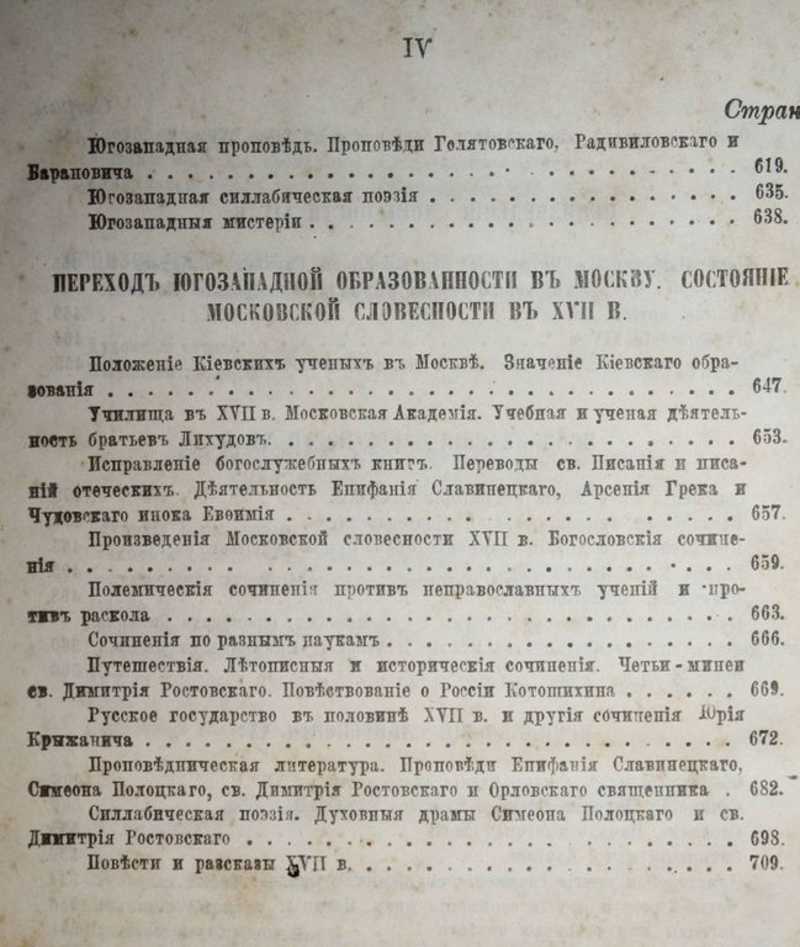 IV
Стран
Югозападная проповѣдь. Проповѣди Голятовскаго, Радивиловскаго и
Барановича . . . . . . . . . . . . . . . . . . . . . . . . . . . . . 619.
Югозападная силлабическая поэзія . . . . . . . . . . . . . . . . 635.
Югозападныя мистеріи . . . . . . . . . . . . . . . . . . . . . . 638.
ПЕРЕХОДЪ ЮГОЗАПАДНОЙ ОБРАЗОВАННОСТИ ВЪ МОСКВУ. СОСТОЯНІЕ
МОСКОВСКОЙ СЛОВЕСНОСТИ ВЪ XVII В.
Положеніе Кіевскихъ ученыхъ въ Москвѣ. Значеніе Кіевскаго обра-
зованія . . . . . . . . . . . . . . . . . . . . . . . . . . . . . . . 647.
Училища въ XVII в. Московская Академія. Учебная и ученая дѣятель-
ность братьевъ Лихудовъ. . . . . . . . . . . . . . . . . . . . . . . 653.
Исправленіе богослужебныхъ книгъ. Переводы св. Писанія и писа-
ній отеческихъ. Дѣятельность Епифанія Славинецкаго, Арсенія Грека и
Чудовскаго инока Евѳимія . . . . . . . . . . . . . . . . . . . . . . 657.
Произведенія Московской словесности XVII в. Богословскія сочине-
нія . . . . . . . . . . . . . . . . . . . . . . . . . . . . . . . . . 659.
Полемическія сочиненія противъ неправославныхъ ученій и про-
тивъ раскола . . . . . . . . . . . . . . . . . . . . . . . . . . . . 663.
Сочиненія по разнымъ наукамъ . . . . . . . . . . . . . . . . . . 666.
Путешествія. Лѣтописныя и историческія сочиненія. Четьи-минеи
св. Димитрія Ростовскаго. Повѣствованіе о Россіи Котошихина . . . . . . 669.
Русское государство въ половинѣ XVII в. и другія сочиненія Юрія
Крижанича . . . . . . . . . . . . . . . . . . . . . . . . . . . . . 672.
Проповѣдническая литература. Проповѣди Епифанія Славинецкаго,
Симеона Полоцкаго, св. Димитрія Ростовскаго и Орловскаго священника . 682.
Силлабическая поэзія. Духовныя драмы Симеона Полоцкаго и св.
Димитрія Ростовскаго . . . . . . . . . . . . . . . . . . . . . . . . 698.
Повѣсти и разсказы XVII в. . . . . . . . . . . . . . . . . . . . 709.